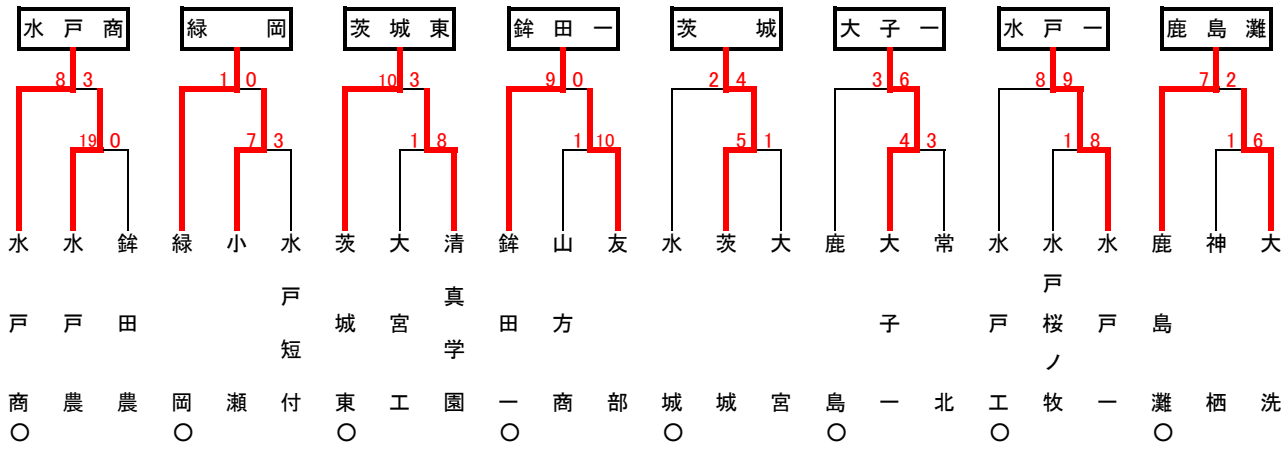 水戸商 緑岡 茨城東 鉾田一 茨城 大子一 水戸一 鹿島灘
8 3 1 0 10 3 9 0 2 4 3 6 8 9 7 2
19 0 7 3 1 8 1 10 5 1 4 3 1 8 1 6
水戸商
水戸農
鉾田農
緑岡
小瀬
水戸短付
茨城東
大宮工
清真学園
鉾田一
山方商
友部
水城
茨城
大宮
鹿島
大子一
常北
水戸工
水戸桜ノ牧
水戸一
鹿島灘
神栖
大洗
○ ○ ○ ○ ○ ○ ○ ○